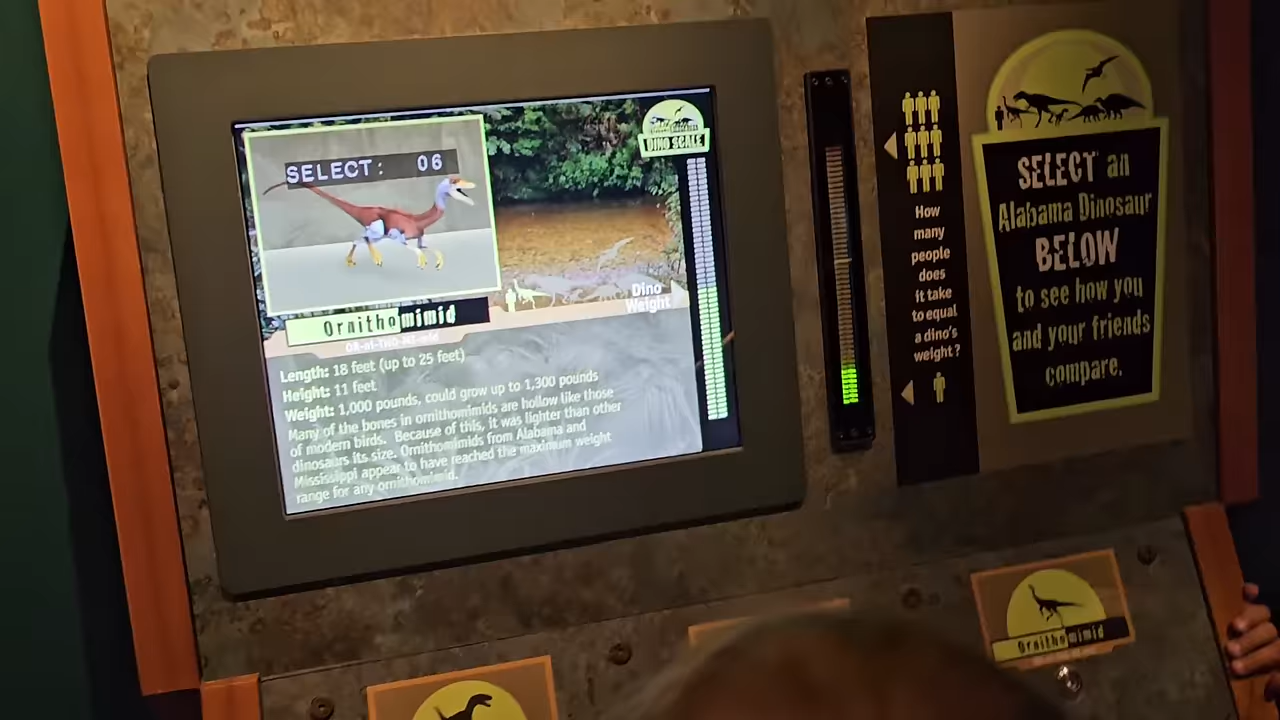 SELECT: 06
DINO SCALE
Dino
Weight
Ornithomimid
Length: 18 feet (up to 25 feet)
Height: 11 feet
Weight: 1,000 pounds, could grow up to 1,300 pounds
Many of the bones in ornithomimids are hollow like those
of modern birds. Because of this, it was lighter than other
dinosaurs its size. Ornithomimids from Alabama and
Mississippi appear to have reached the maximum weight
range for any ornithomimid.
How
many
people
does
it take
to equal
a dino's
weight?
SELECT an
Alabama Dinosaur
BELOW
to see how you
and your friends
compare.
Ornithomimid